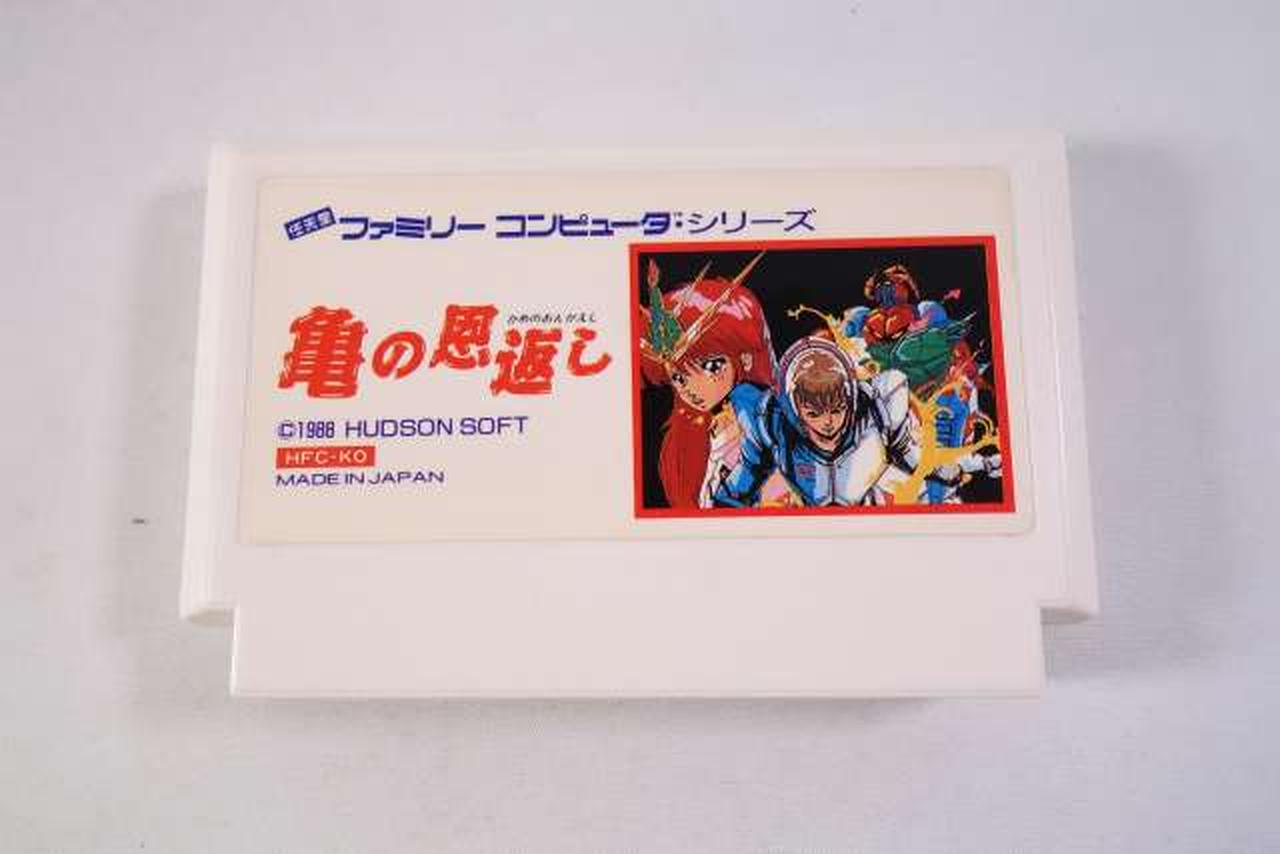 任天堂 ファミリー コンピュータ・シリーズ
かめのおんがえし
亀の恩返し
©1988 HUDSON SOFT
HFC-KO
MADE IN JAPAN